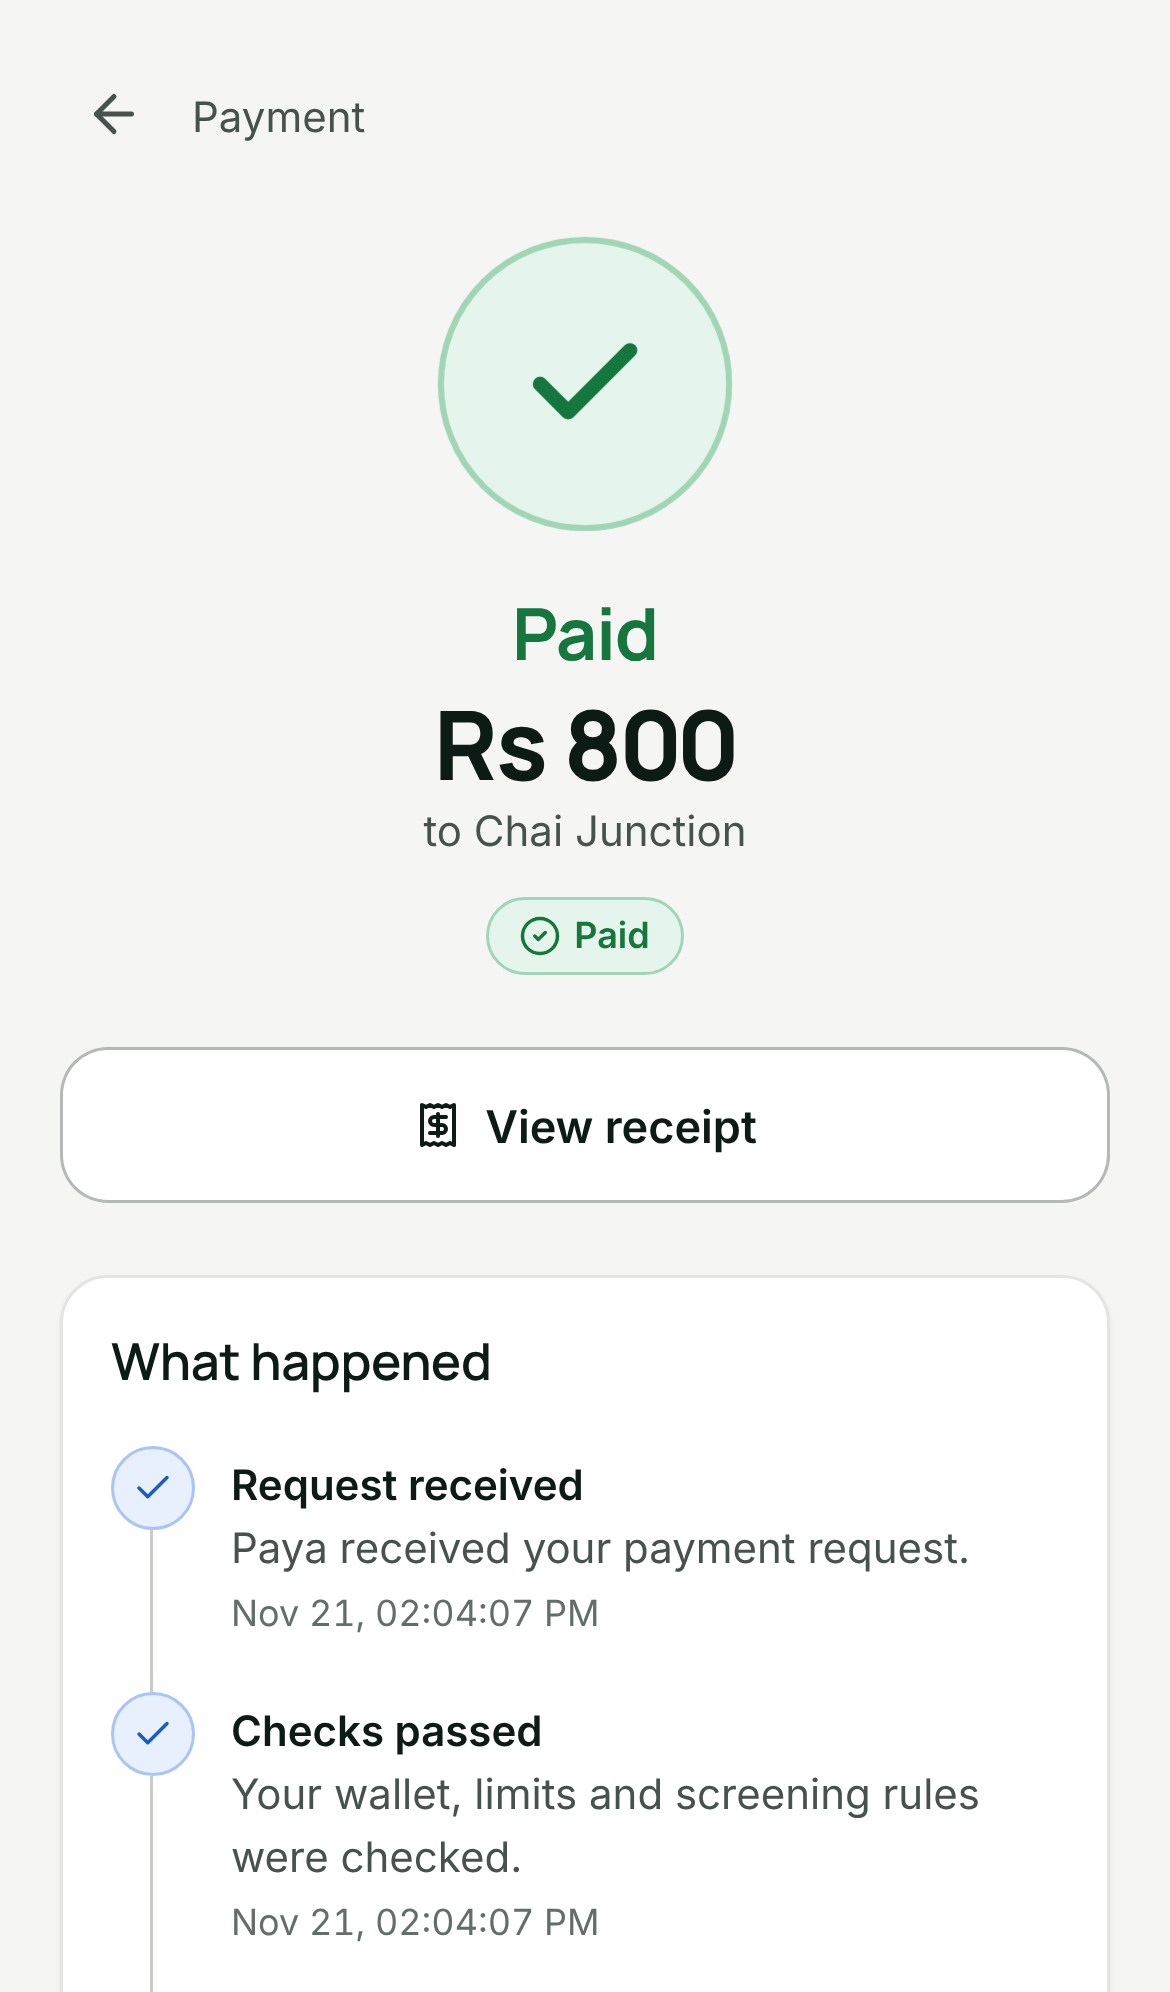 Payment
Paid
Rs 800
to Chai Junction
Paid
View receipt
What happened
Request received
Paya received your payment request.
Nov 21, 02:04:07 PM
Checks passed
Your wallet, limits and screening rules
were checked.
Nov 21, 02:04:07 PM